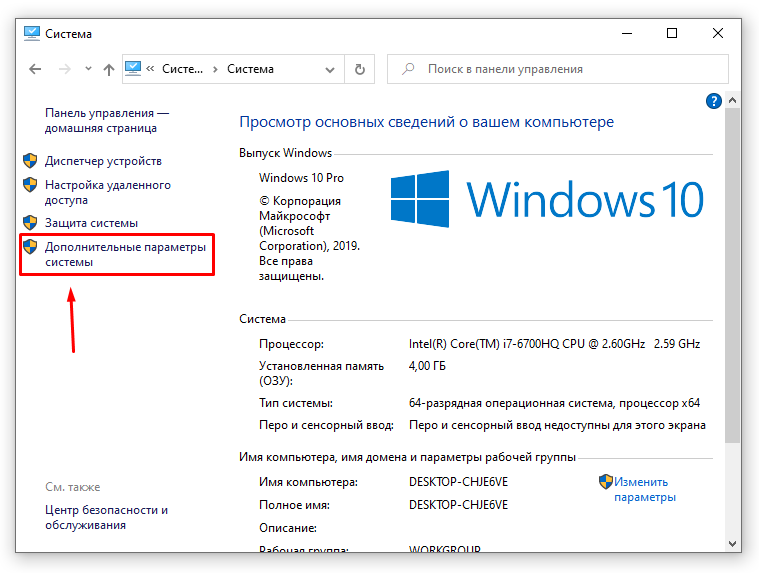 Система
« Систе... > Система
Поиск в панели управления
?
Панель управления —
домашняя страница
Диспетчер устройств
Настройка удаленного
доступа
Защита системы
Дополнительные параметры
системы
См. также
Центр безопасности и
обслуживания
Просмотр основных сведений о вашем компьютере
Выпуск Windows
Windows 10 Pro
© Корпорация
Майкрософт
(Microsoft
Corporation), 2019.
Все права
защищены.
Windows 10
Система
Процессор: Intel(R) Core(TM) i7-6700HQ CPU @ 2.60GHz 2.59 GHz
Установленная память
(ОЗУ): 4,00 ГБ
Тип системы: 64-разрядная операционная система, процессор x64
Перо и сенсорный ввод: Перо и сенсорный ввод недоступны для этого экрана
Имя компьютера, имя домена и параметры рабочей группы
Имя компьютера: DESKTOP-CHJE6VE
Изменить
параметры
Полное имя: DESKTOP-CHJE6VE
Описание:
Рабочая группа: WORKGROUP